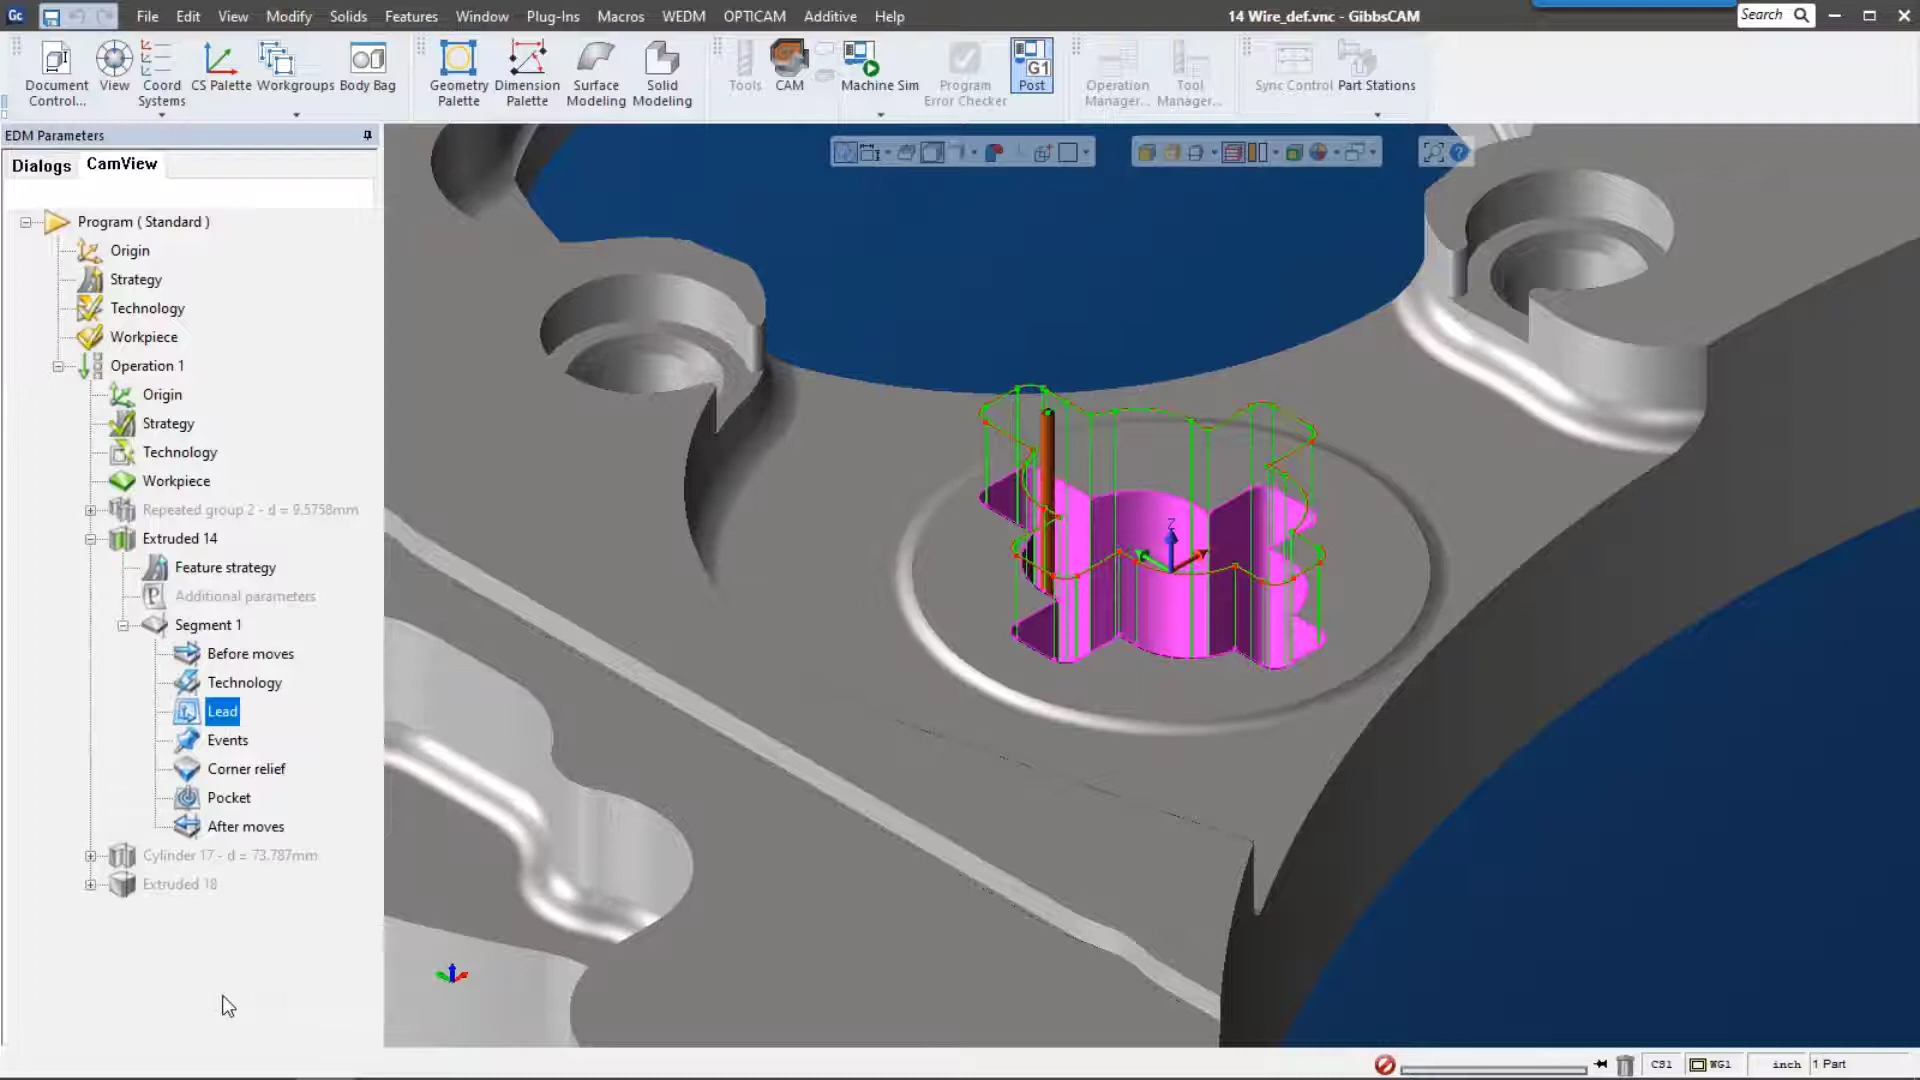 Gc
File Edit View Modify Solids Features Window Plug-Ins Macros WEDM OPTICAM Additive Help
14 Wire_def.vnc - GibbsCAM
Search
Document Control...
View
Coord Systems
CS Palette
Workgroups
Body Bag
Geometry Palette
Dimension Palette
Surface Modeling
Solid Modeling
Tools
CAM
Machine Sim
Program Error Checker
G1
Post
Operation Manager...
Tool Manager...
Sync Control
Part Stations
EDM Parameters
Dialogs CamView
Program ( Standard )
Origin
Strategy
Technology
Workpiece
Operation 1
Origin
Strategy
Technology
Workpiece
Repeated group 2 - d = 9.5758mm
Extruded 14
Feature strategy
Additional parameters
Segment 1
Before moves
Technology
Lead
Events
Corner relief
Pocket
After moves
Cylinder 17 - d = 73.787mm
Extruded 18
Z
CS1 WG1 inch 1 Part